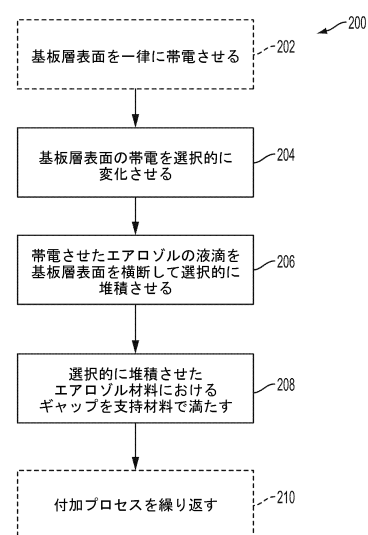 200
基板層表面を一律に帯電させる
202
基板層表面の帯電を選択的に
変化させる
204
帯電させたエアロゾルの液滴を
基板層表面を横断して選択的に
堆積させる
206
選択的に堆積させた
エアロゾル材料における
ギャップを支持材料で満たす
208
付加プロセスを繰り返す
210